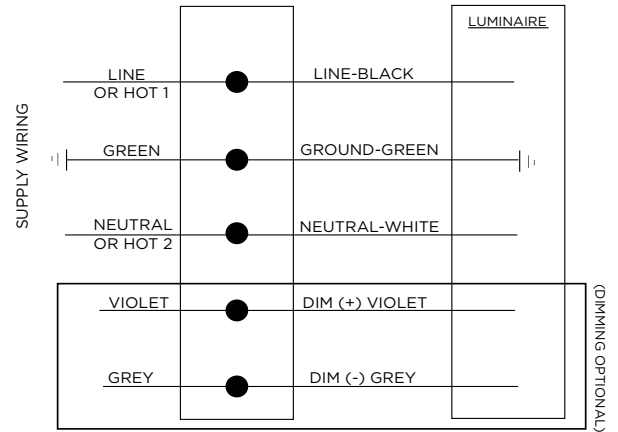 LUMINAIRE
SUPPLY WIRING
LINE
OR HOT 1
LINE-BLACK
GREEN
GROUND-GREEN
NEUTRAL
OR HOT 2
NEUTRAL-WHITE
VIOLET
DIM (+) VIOLET
GREY
DIM (-) GREY
(DIMMING OPTIONAL)